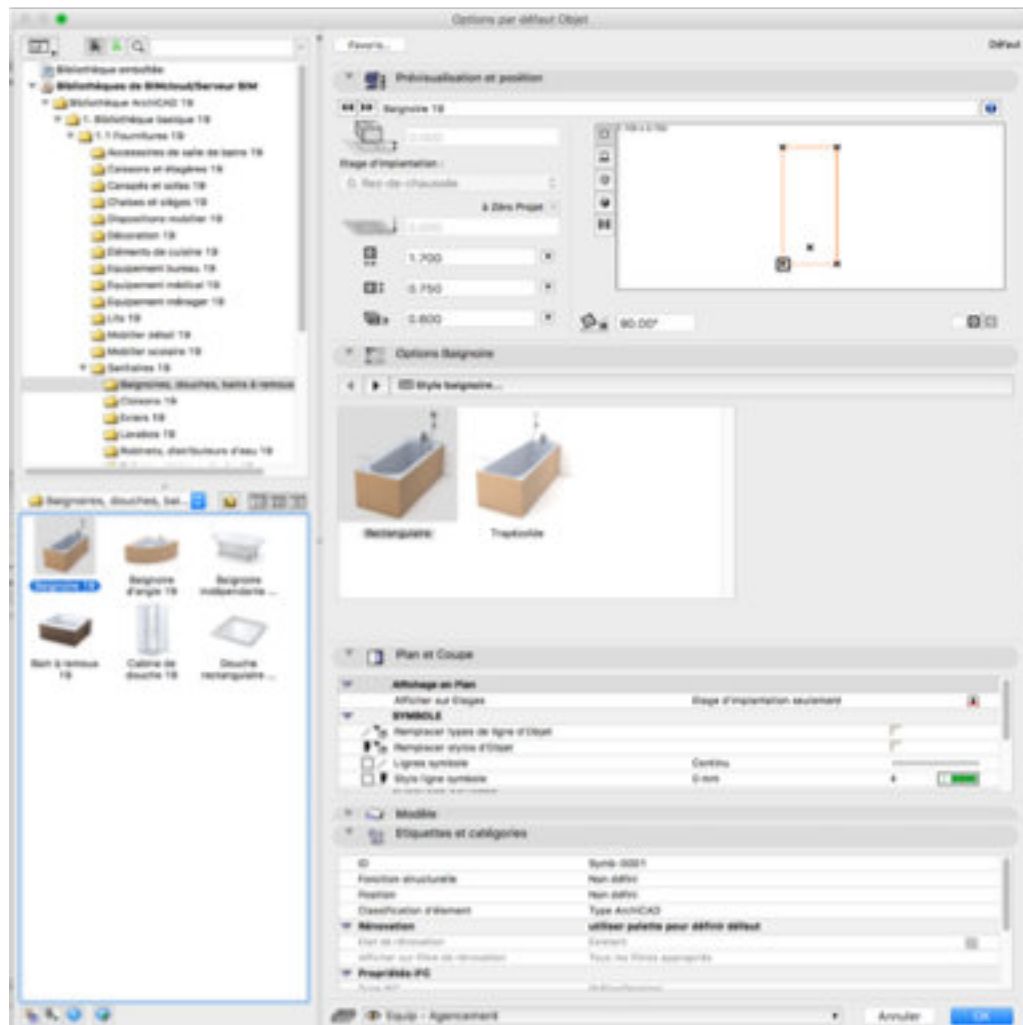 Options par défaut Objet
Favoris...
Défaut
Bibliothèque emboîtée
Bibliothèques de BIMcloud/Serveur BIM
Bibliothèque ArchiCAD 19
1. Bibliothèque basique 19
1.1 Fournitures 19
Accessoires de salle de bains 19
Caissons et étagères 19
Canapés et sofas 19
Chaises et sièges 19
Dispositions mobilier 19
Décoration 19
Eléments de cuisine 19
Equipement bureau 19
Equipement médical 19
Equipement ménager 19
Lits 19
Mobilier détail 19
Mobilier scolaire 19
Sanitaires 19
Baignoires, douches, bains à remous
Cloisons 19
Eviers 19
Lavabos 19
Robinets, distributeurs d'eau 19
Baignoires, douches, bai...
Baignoire 19
Baignoire d'angle 19
Baignoire indépendante ...
Bain à remous 19
Cabine de douche 19
Douche rectangulaire ...
Prévisualisation et position
Baignoire 19
Etage d'implantation :
0. Rez-de-chaussée
à Zéro Projet
1.700
0.750
0.600
90.00°
Options Baignoire
Style baignoire...
Rectangulaire
Trapézoïde
Plan et Coupe
Affichage en Plan
Afficher sur Etages Etage d'implantation seulement
SYMBOLE
Remplacer types de ligne d'Objet
Remplacer stylos d'Objet
Lignes symbole Continu
Stylo ligne symbole 0 mm
Modèle
Etiquettes et catégories
ID Symb-0001
Fonction structurelle Non défini
Position Non défini
Classification d'élément Type ArchiCAD
Rénovation utiliser palette pour définir défaut
Etat de rénovation Existant
Afficher sur filtre de rénovation Tous les filtres appropriés
Propriétés IFC
Equip - Agencement
Annuler
OK